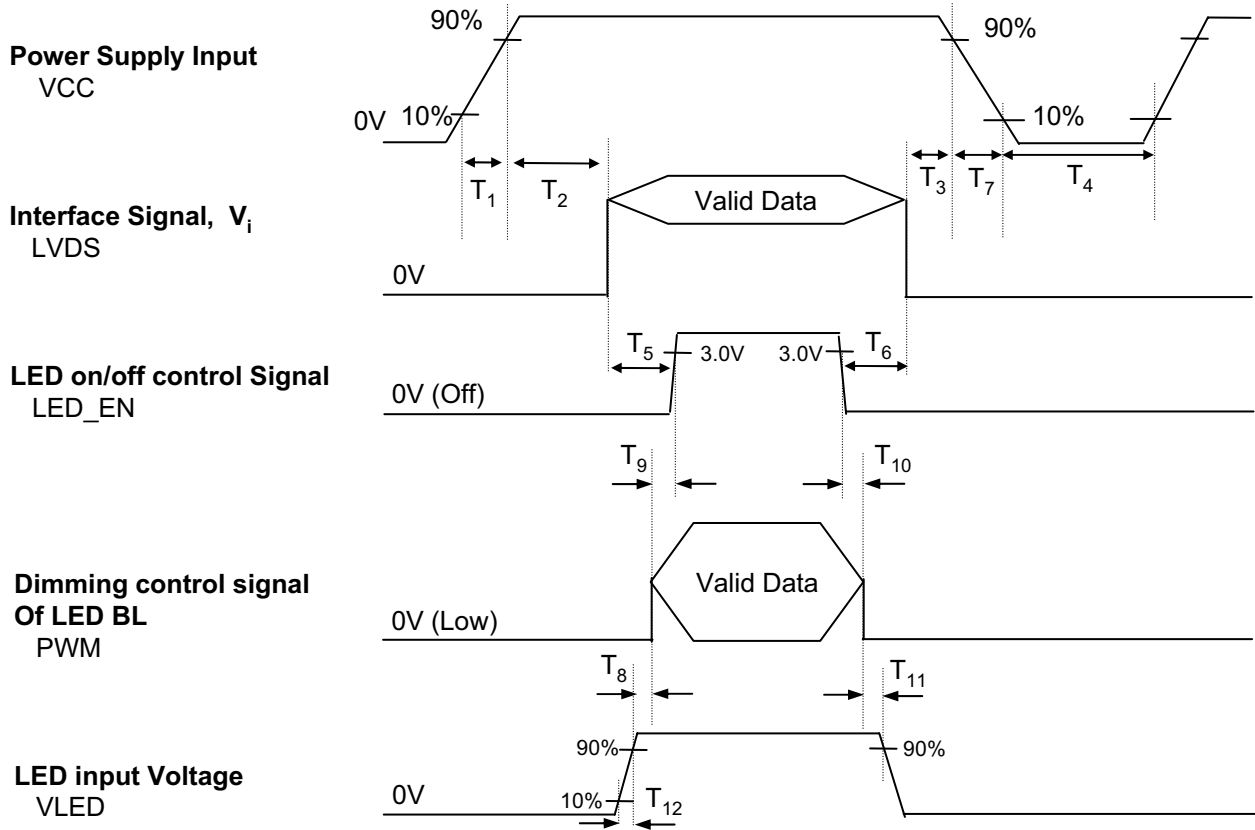 90%
90%
Power Supply Input
VCC
0V
10%
10%
T1
T2
T3
T7
T4
Interface Signal, Vi
LVDS
Valid Data
0V
T5
3.0V
3.0V
T6
LED on/off control Signal
LED_EN
0V (Off)
T9
T10
Dimming control signal
Of LED BL
PWM
Valid Data
0V (Low)
T8
T11
LED input Voltage
VLED
90%
90%
0V
10%
T12